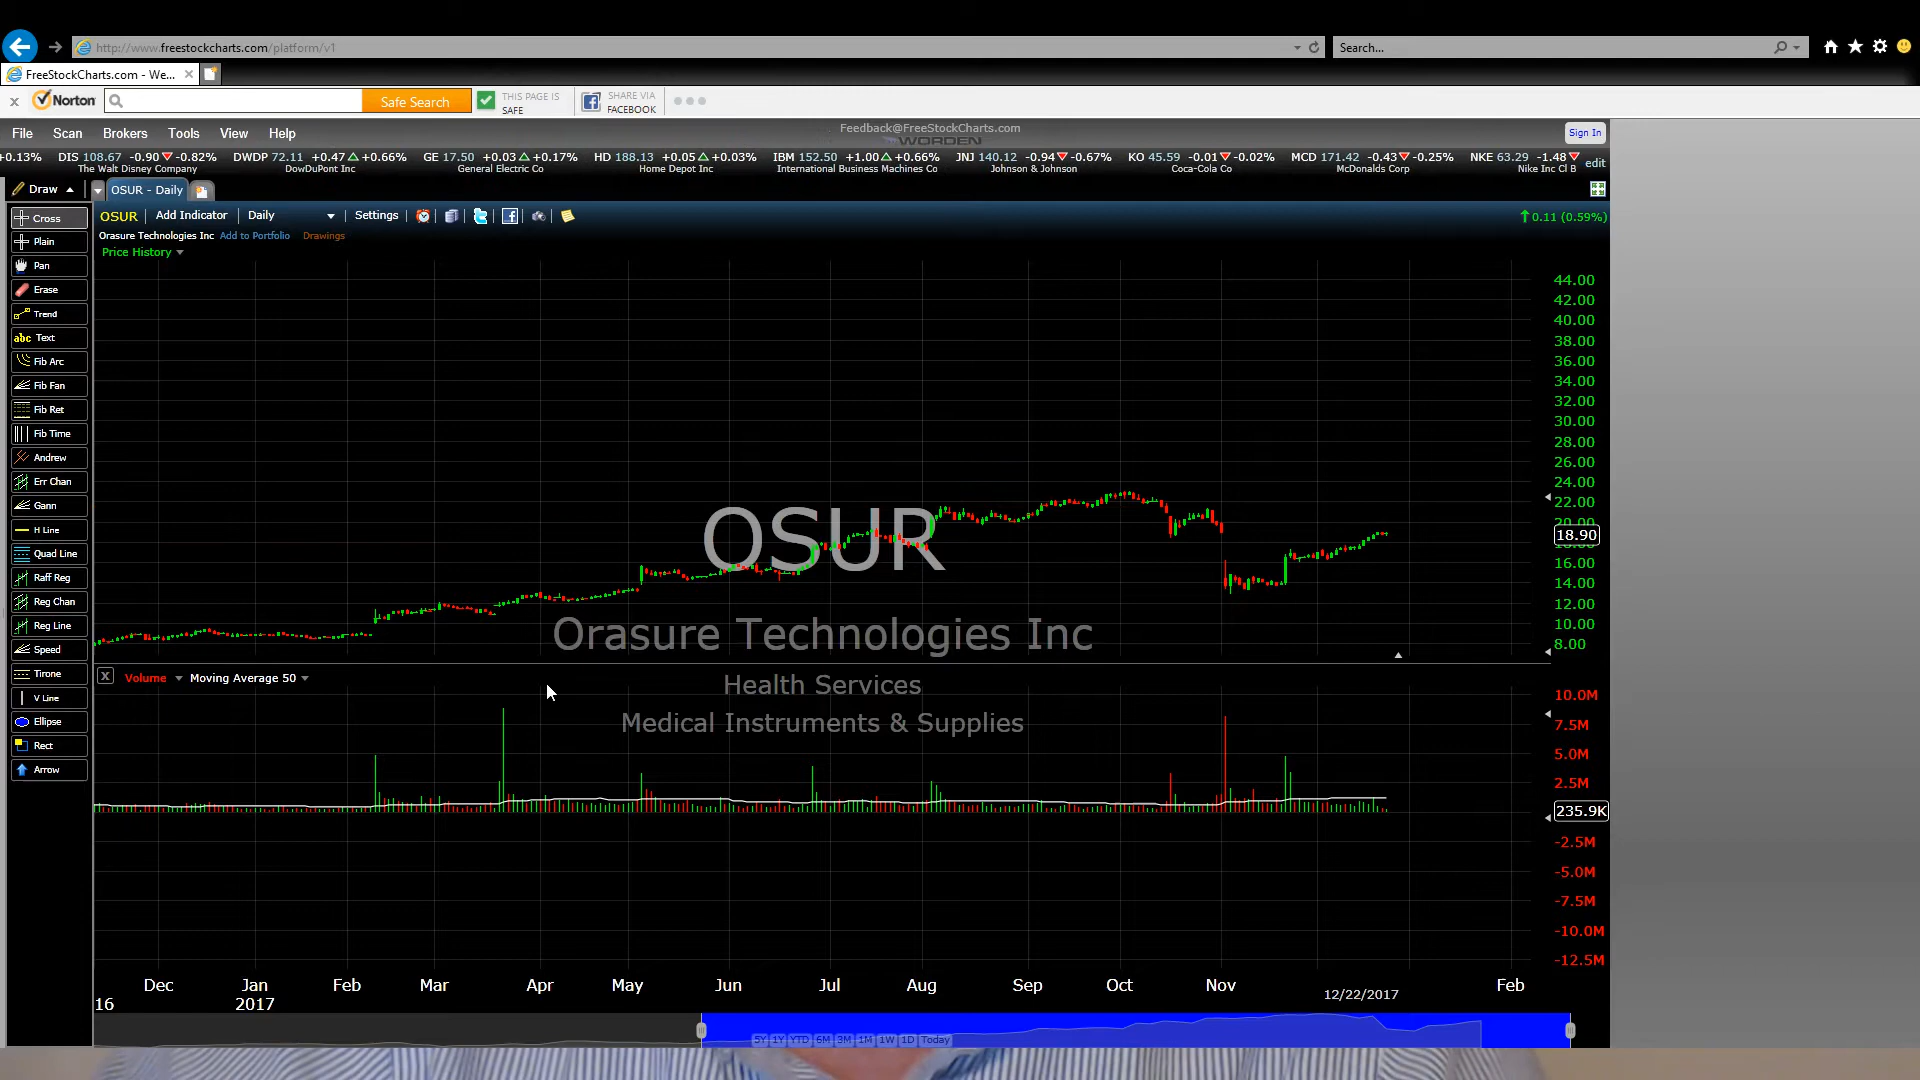 http://www.freestockcharts.com/platform/v1
Search...
FreeStockCharts.com - We...
Norton
Safe Search
THIS PAGE IS
SAFE
SHARE VIA
FACEBOOK
File Scan Brokers Tools View Help
Feedback@FreeStockCharts.com
WORDEN
Sign In
+0.13% DIS 108.67 -0.90 -0.82% DWDP 72.11 +0.47 +0.66% GE 17.50 +0.03 +0.17% HD 188.13 +0.05 +0.03% IBM 152.50 +1.00 +0.66% JNJ 140.12 -0.94 -0.67% KO 45.59 -0.01 -0.02% MCD 171.42 -0.43 -0.25% NKE 63.29 -1.48
The Walt Disney Company DowDuPont Inc General Electric Co Home Depot Inc International Business Machines Co Johnson & Johnson Coca-Cola Co McDonalds Corp Nike Inc Cl B
edit
Draw
OSUR - Daily
OSUR Add Indicator Daily Settings
0.11 (0.59%)
Orasure Technologies Inc Add to Portfolio Drawings
Price History
Cross
Plain
Pan
Erase
Trend
abc Text
Fib Arc
Fib Fan
Fib Ret
Fib Time
Andrew
Err Chan
Gann
H Line
Quad Line
Raff Reg
Reg Chan
Reg Line
Speed
Tirone
V Line
Ellipse
Rect
Arrow
OSUR
Orasure Technologies Inc
Health Services
Medical Instruments & Supplies
44.00
42.00
40.00
38.00
36.00
34.00
32.00
30.00
28.00
26.00
24.00
22.00
20.00
18.90
16.00
14.00
12.00
10.00
8.00
X Volume Moving Average 50
10.0M
7.5M
5.0M
2.5M
235.9K
-2.5M
-5.0M
-7.5M
-10.0M
-12.5M
Dec Jan Feb Mar Apr May Jun Jul Aug Sep Oct Nov 12/22/2017 Feb
16 2017
5Y 1Y YTD 6M 3M 1M 1W 1D Today